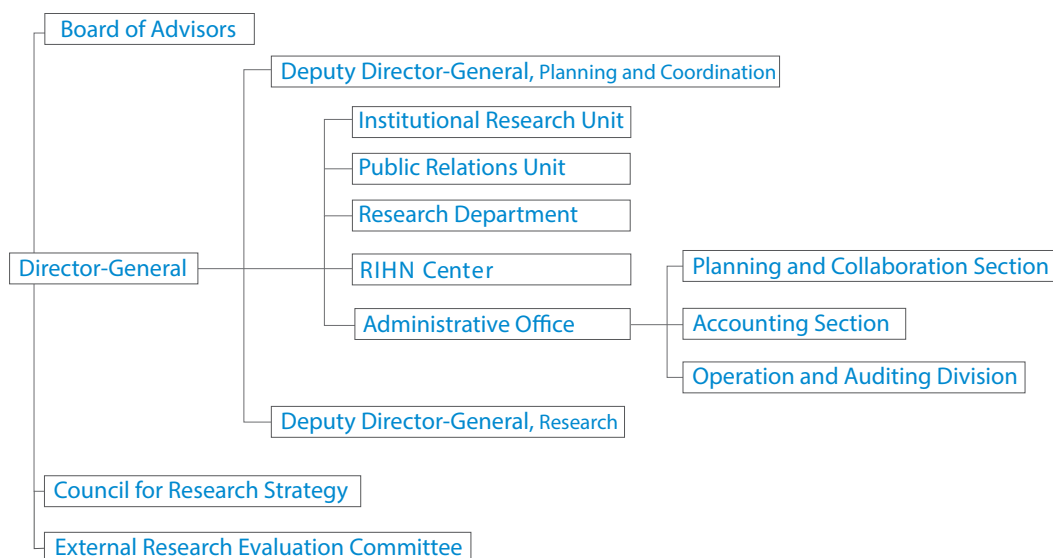 Board of Advisors
Deputy Director-General, Planning and Coordination
Institutional Research Unit
Public Relations Unit
Research Department
Director-General
RIHN Center
Planning and Collaboration Section
Administrative Office
Accounting Section
Operation and Auditing Division
Deputy Director-General, Research
Council for Research Strategy
External Research Evaluation Committee